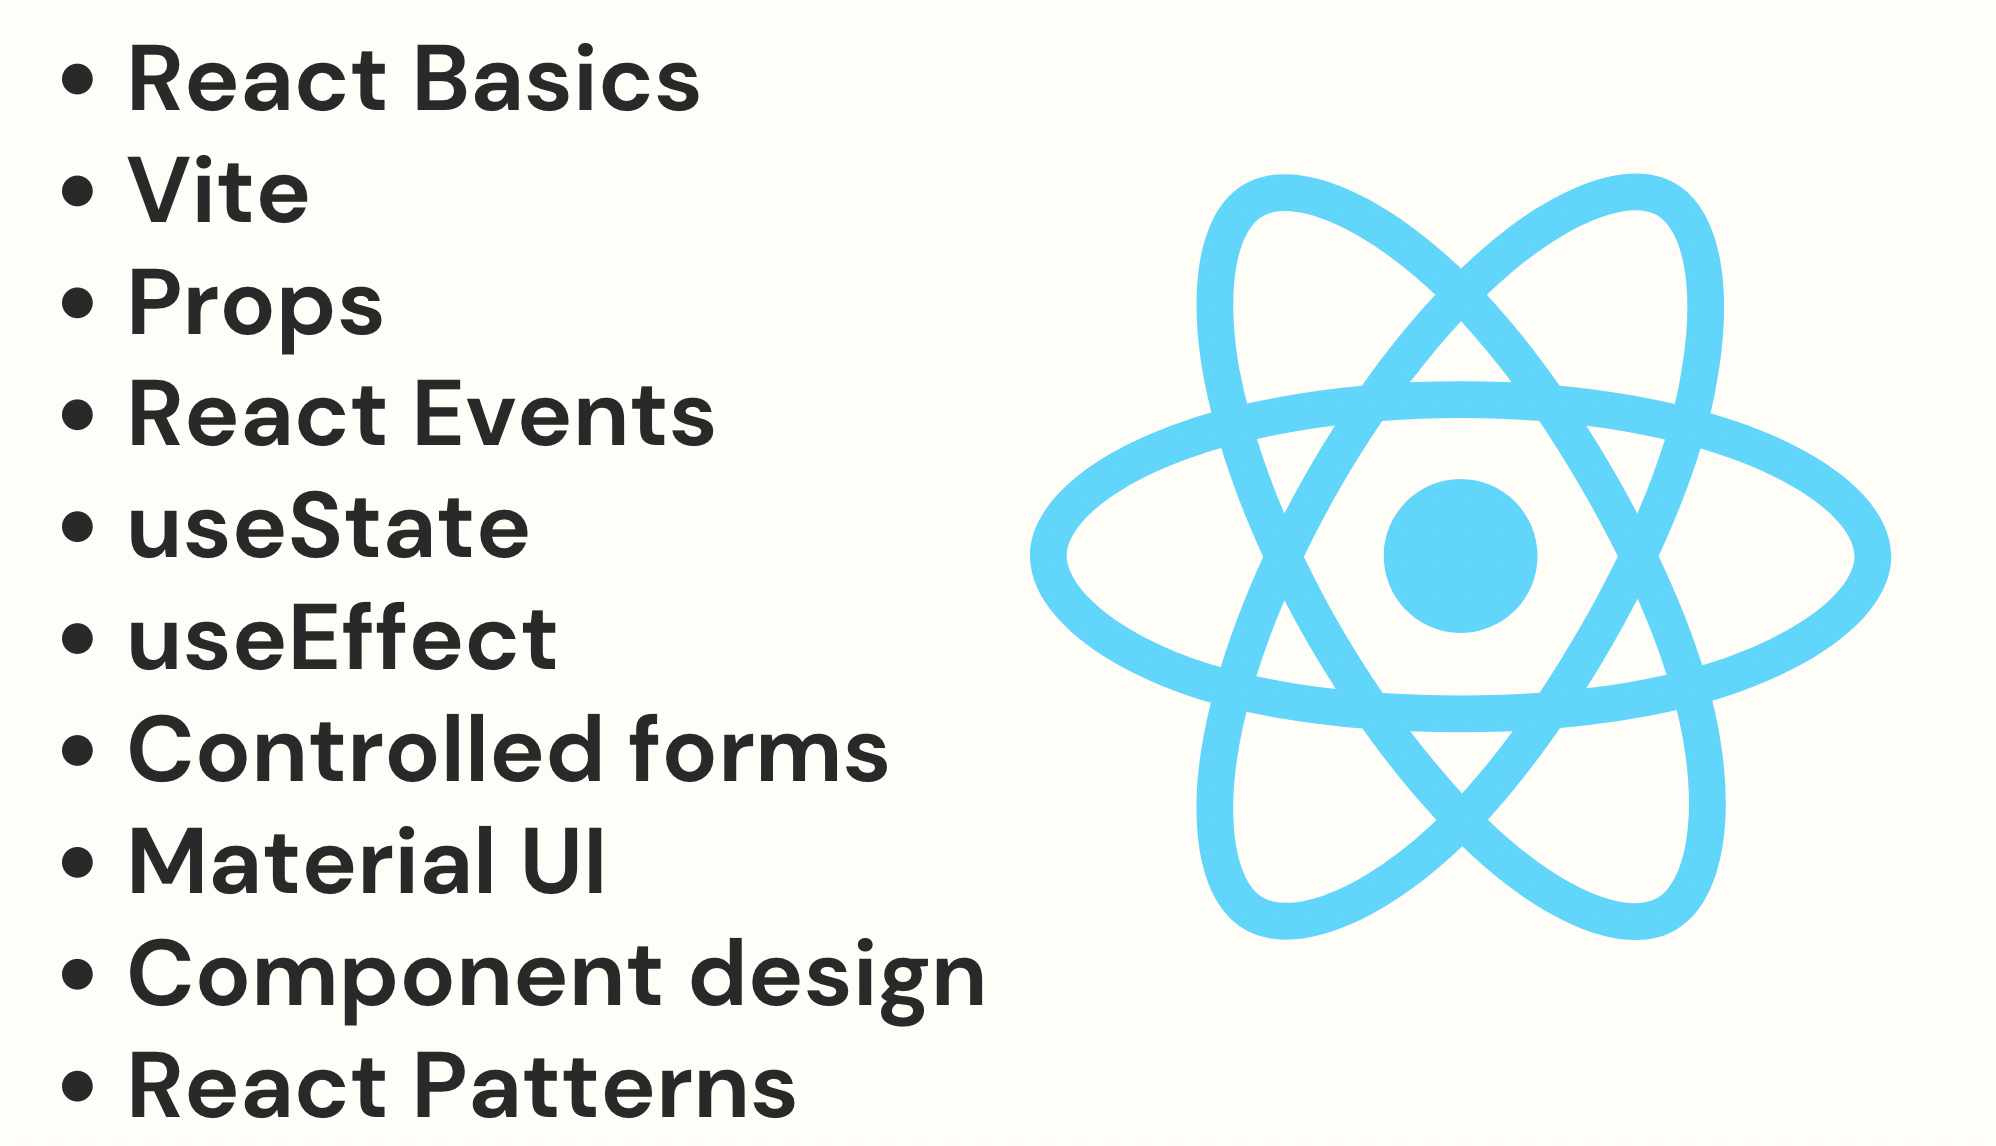 • React Basics
• Vite
• Props
• React Events
• useState
• useEffect
• Controlled forms
• Material UI
• Component design
• React Patterns